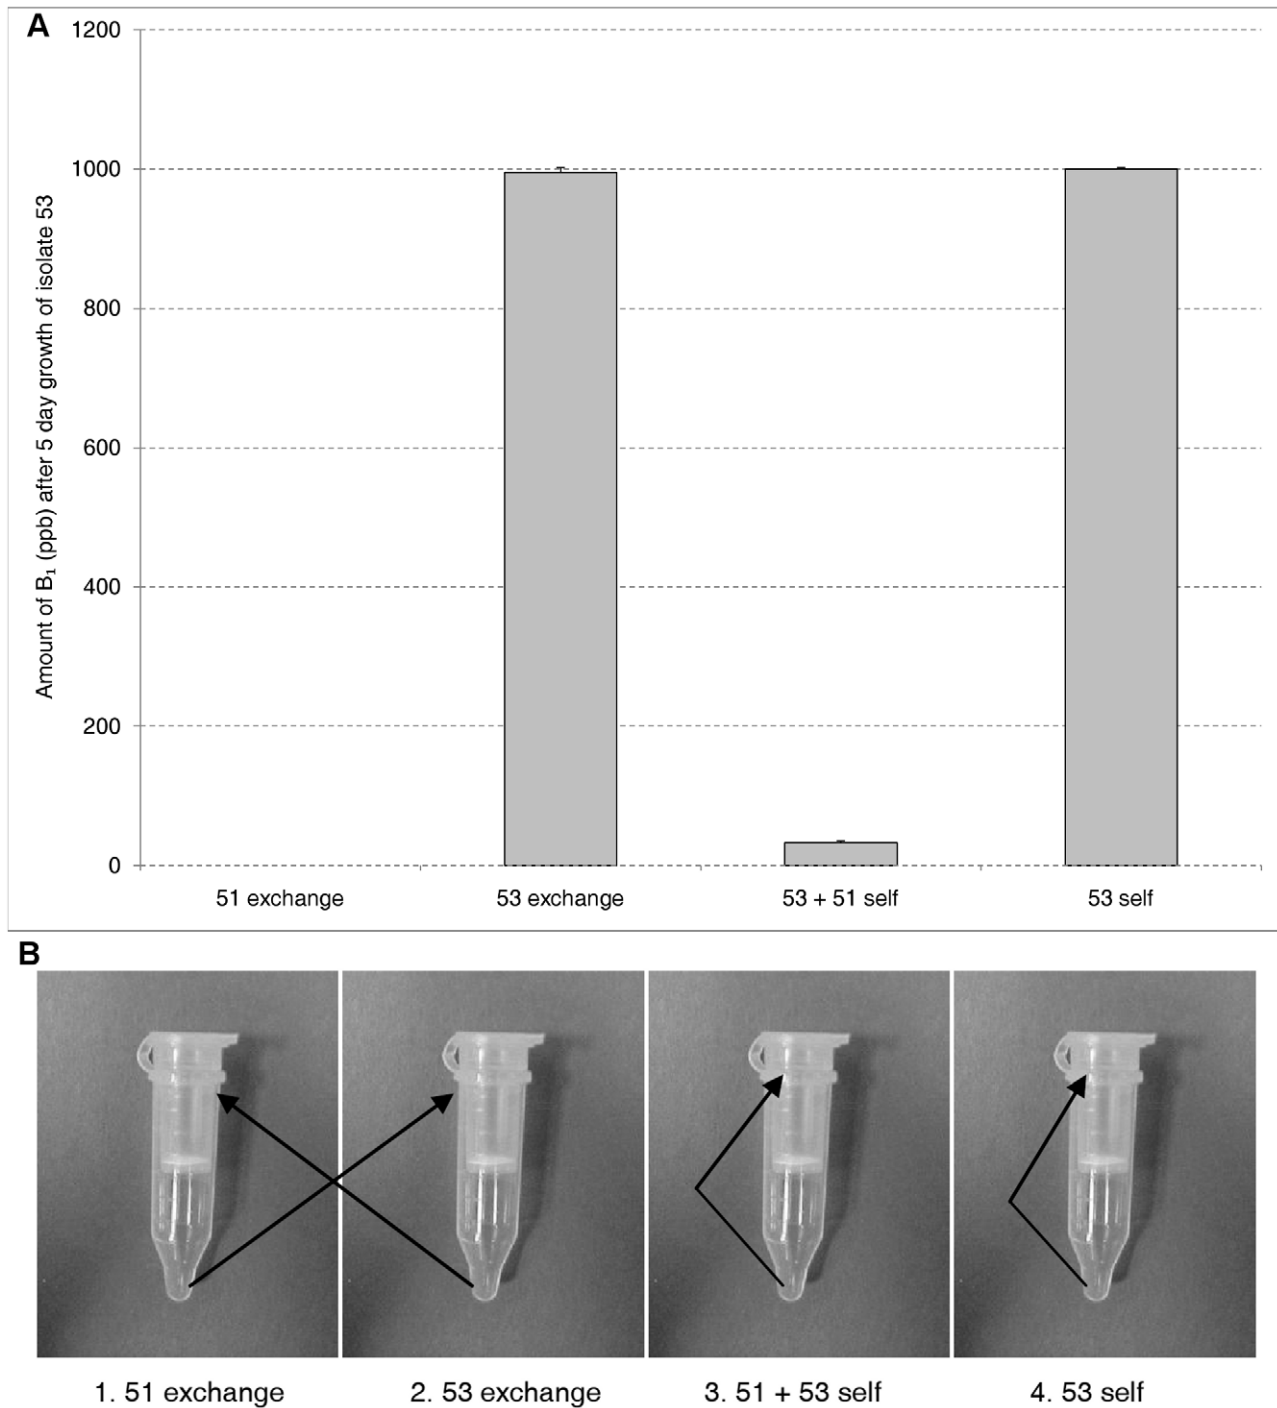 A
1200
1000
800
600
400
200
0
Amount of B₁ (ppb) after 5 day growth of isolate 53
51 exchange 53 exchange 53 + 51 self 53 self
B
1. 51 exchange 2. 53 exchange 3. 51 + 53 self 4. 53 self